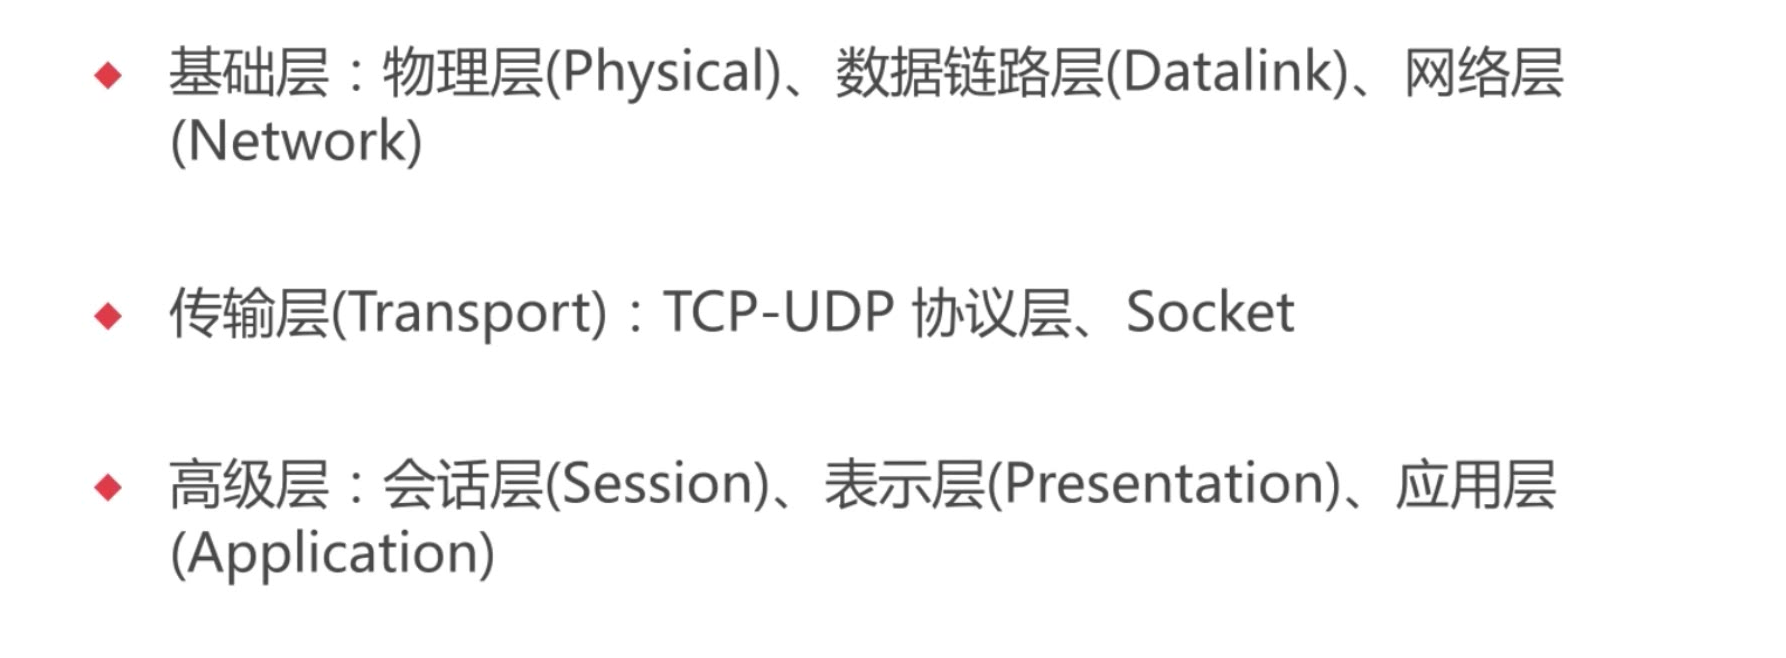 基础层：物理层(Physical)、数据链路层(Datalink)、网络层
(Network)
传输层(Transport)：TCP-UDP 协议层、Socket
高级层：会话层(Session)、表示层(Presentation)、应用层
(Application)